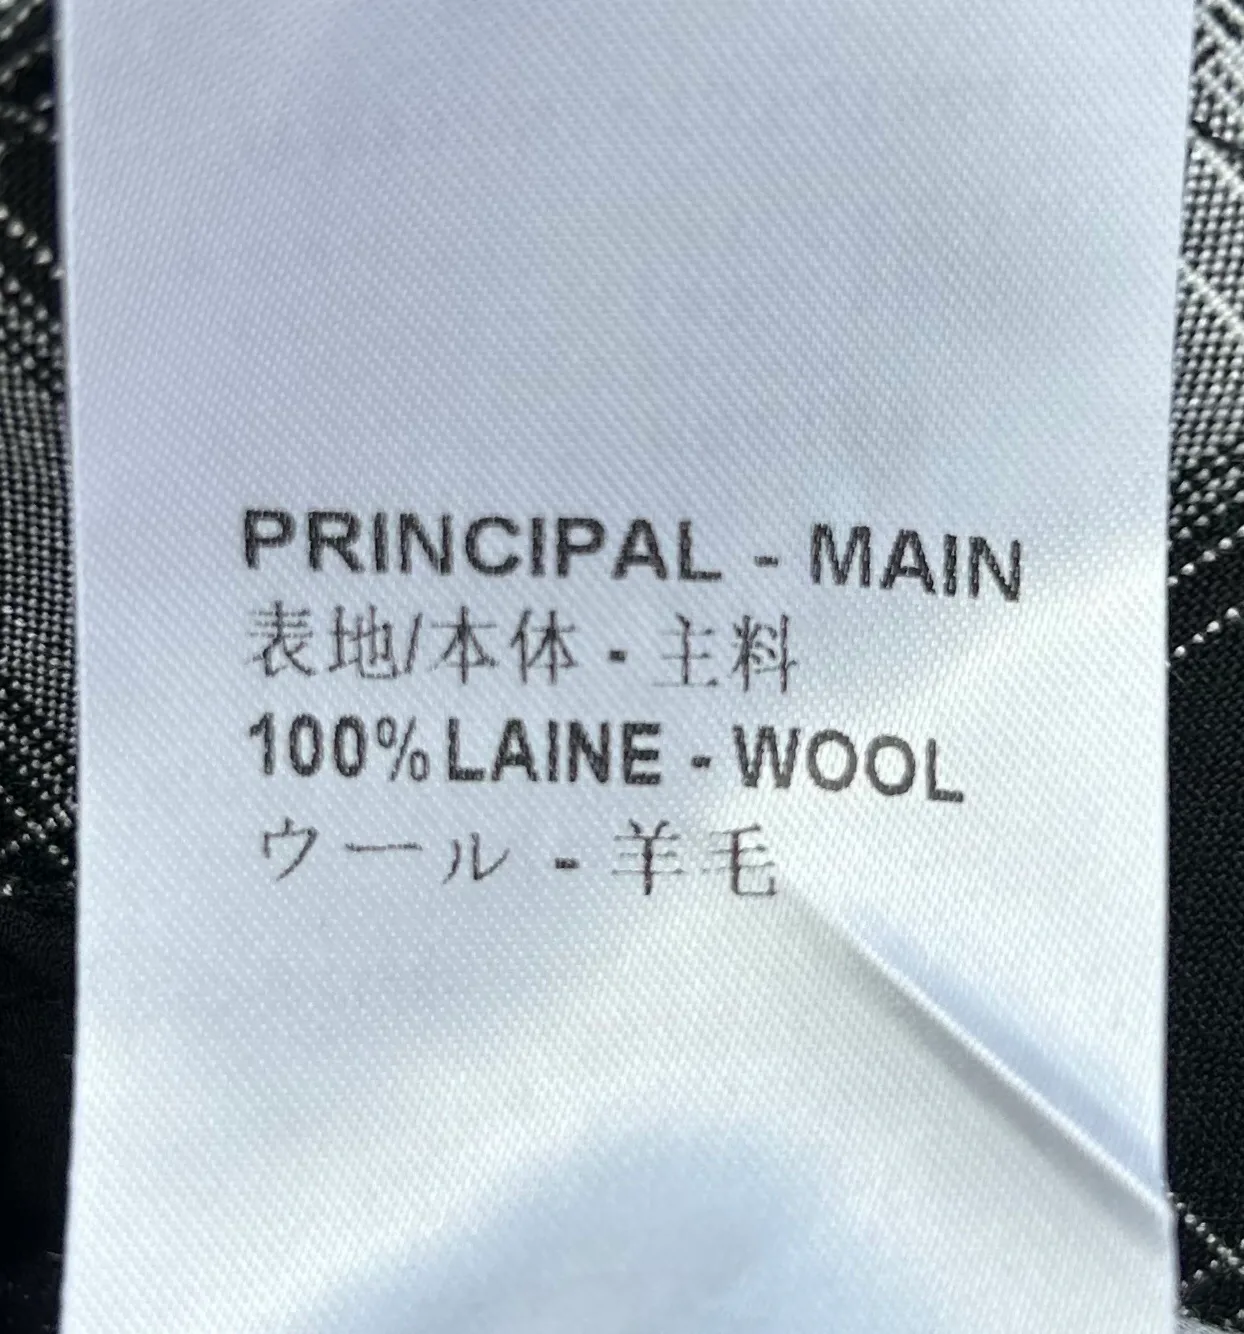 PRINCIPAL - MAIN
表地/本体 - 主料
100% LAINE - WOOL
ウール - 羊毛